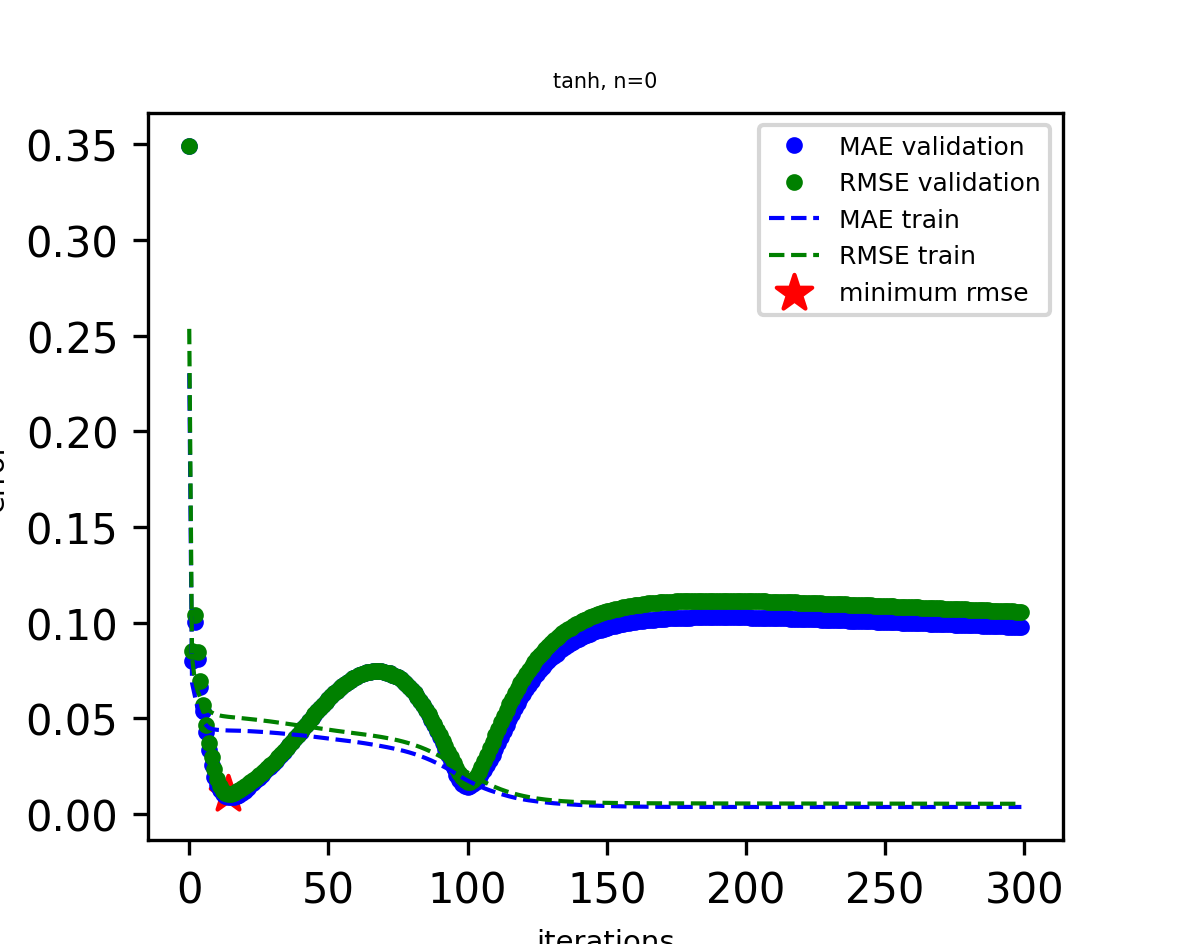 tanh, n=0
0.35
0.30
0.25
0.20
0.15
0.10
0.05
0.00
MAE validation
RMSE validation
MAE train
RMSE train
minimum rmse
0 50 100 150 200 250 300
iterations